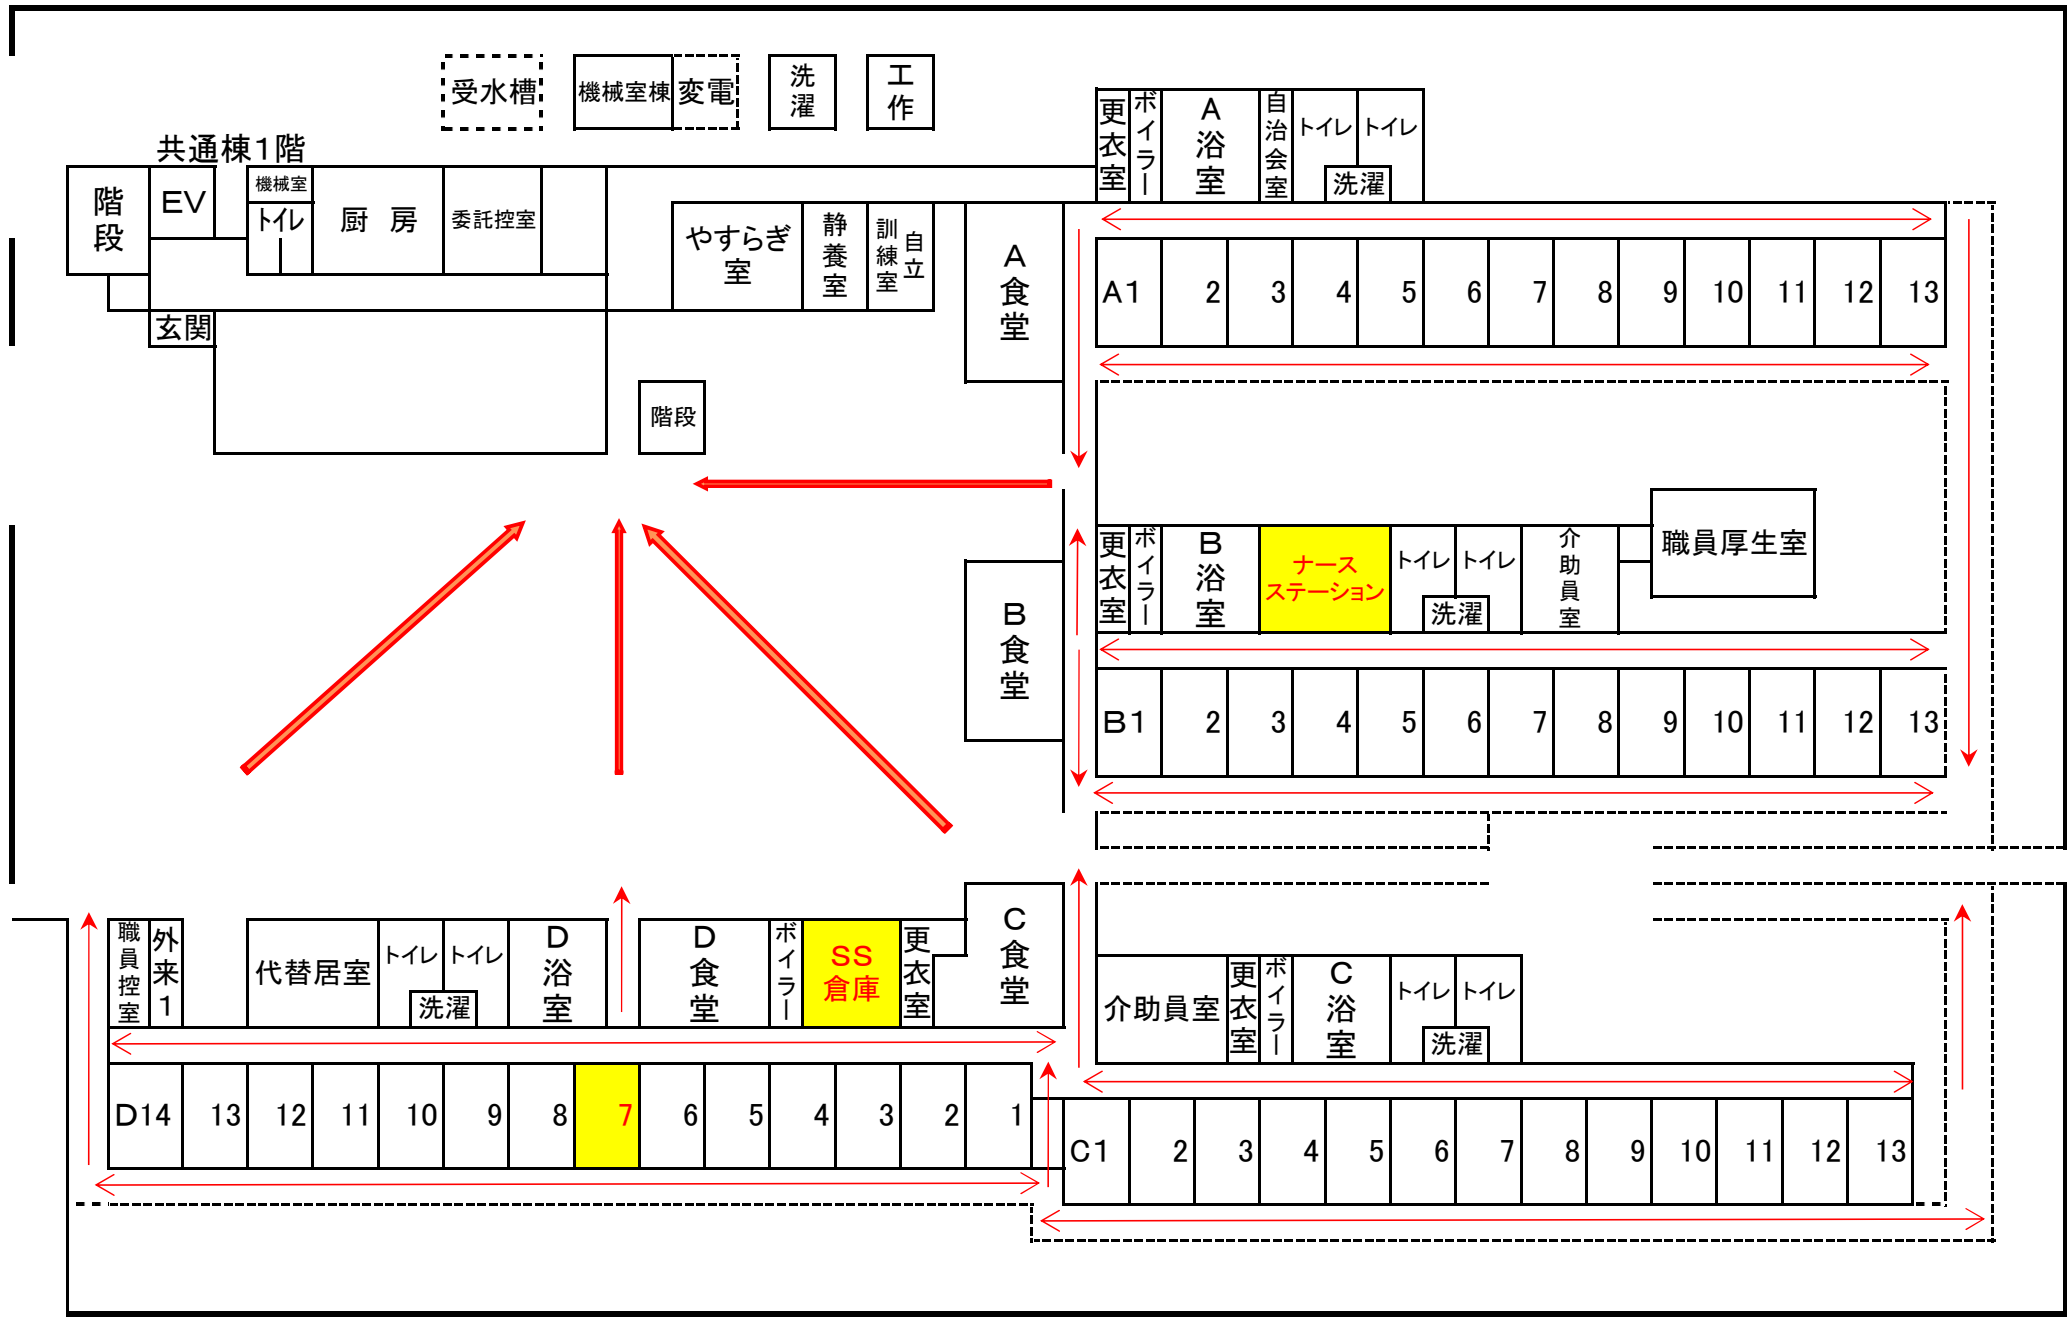 受水槽
機械室棟
変電
洗濯
工作
共通棟1階
階段
EV
機械室
トイレ
厨房
委託控室
やすらぎ室
静養室
自立訓練室
A食堂
玄関
階段
更衣室
ボイラー
A浴室
自治会室
トイレ
トイレ
洗濯
A1 2 3 4 5 6 7 8 9 10 11 12 13
更衣室
ボイラー
B浴室
ナース
ステーション
トイレ
トイレ
洗濯
介助員室
職員厚生室
B食堂
B1 2 3 4 5 6 7 8 9 10 11 12 13
職員控室
外来1
代替居室
トイレ
トイレ
洗濯
D浴室
D食堂
ボイラー
SS
倉庫
更衣室
C食堂
介助員室
更衣室
ボイラー
C浴室
トイレ
トイレ
洗濯
D14 13 12 11 10 9 8 7 6 5 4 3 2 1
C1 2 3 4 5 6 7 8 9 10 11 12 13